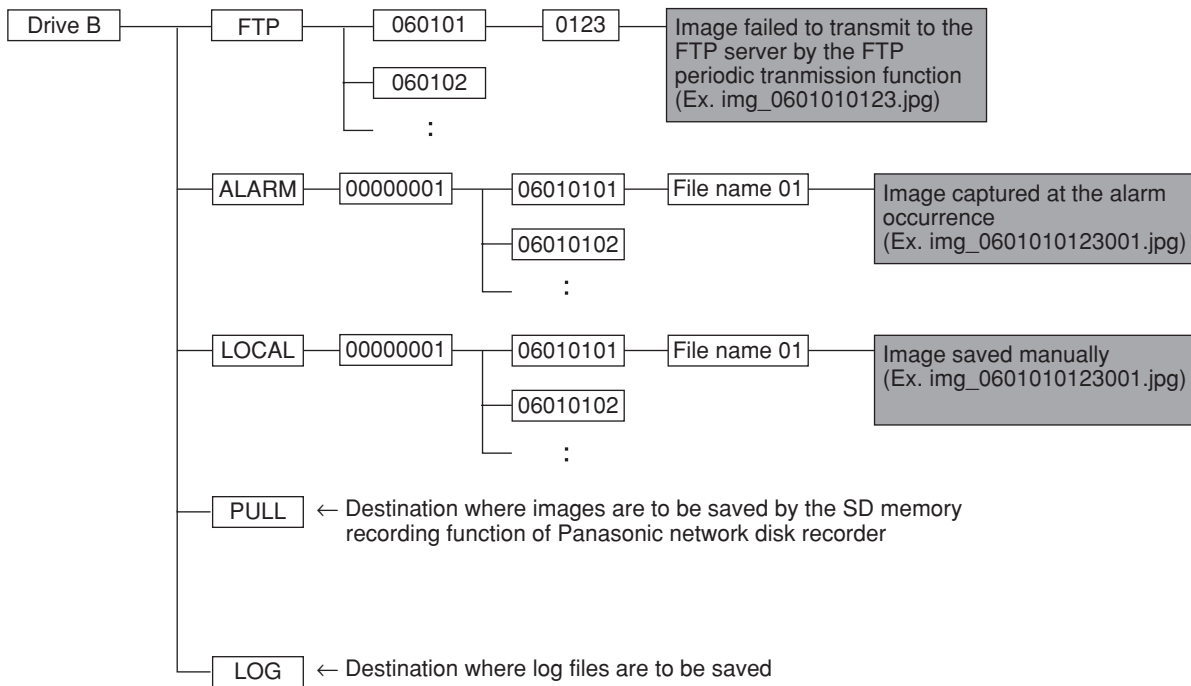 Drive B
FTP
060101
0123
Image failed to transmit to the
FTP server by the FTP
periodic tranmission function
(Ex. img_0601010123.jpg)
060102
:
ALARM
00000001
06010101
File name 01
Image captured at the alarm
occurrence
(Ex. img_0601010123001.jpg)
06010102
:
LOCAL
00000001
06010101
File name 01
Image saved manually
(Ex. img_0601010123001.jpg)
06010102
:
PULL
← Destination where images are to be saved by the SD memory
recording function of Panasonic network disk recorder
LOG
← Destination where log files are to be saved